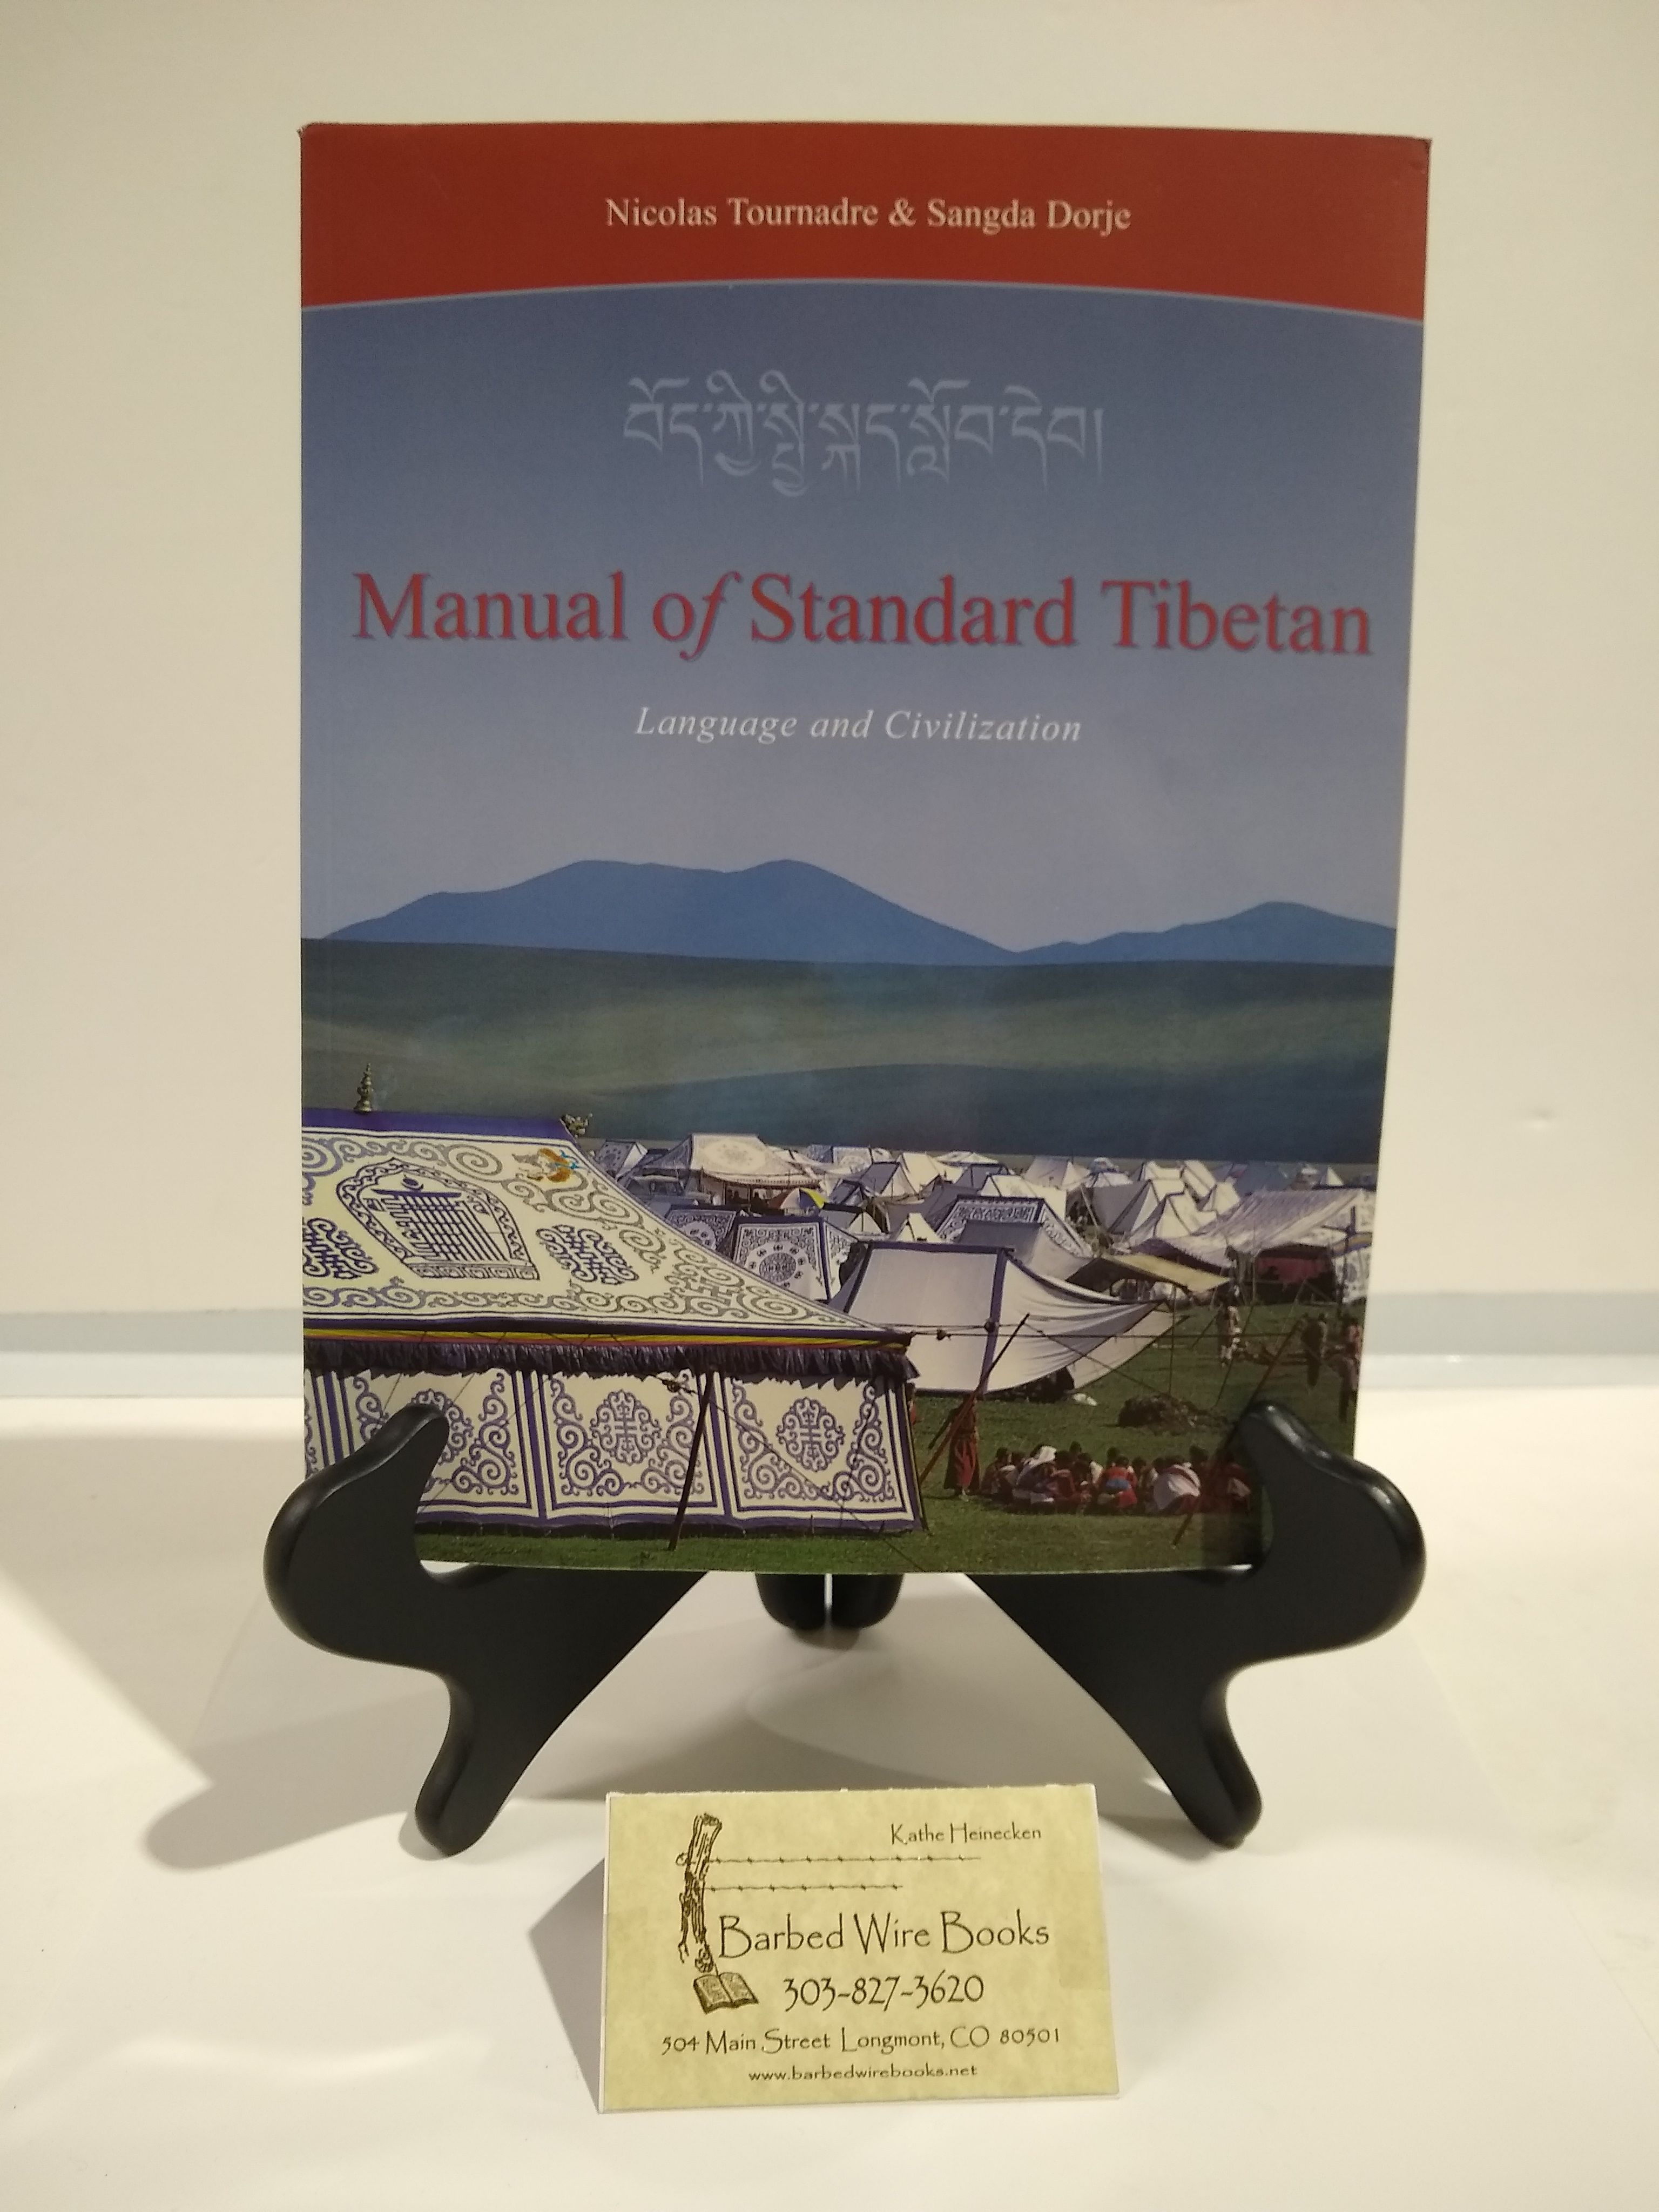 Nicolas Tournadre & Sangda Dorje
བོད་ཀྱི་སྤྱི་སྐད་སློབ་དེབ།
Manual of Standard Tibetan
Language and Civilization
Kathe Heinecken
Barbed Wire Books
303-827-3620
504 Main Street Longmont, CO 80501
www.barbedwirebooks.net